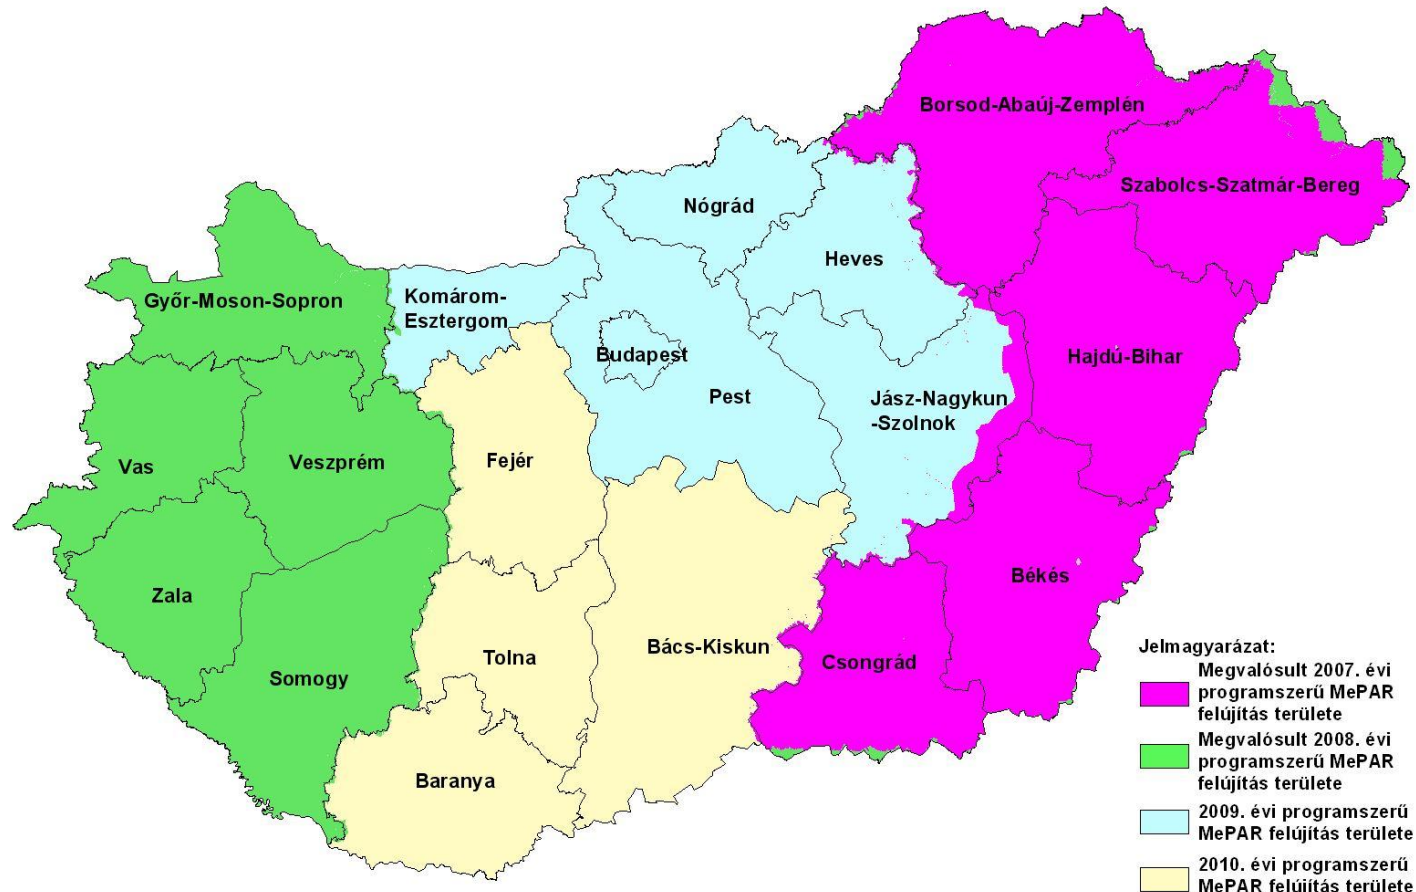 Borsod-Abaúj-Zemplén
Szabolcs-Szatmár-Bereg
Nógrád
Heves
Győr-Moson-Sopron
Komárom-
Esztergom
Budapest
Hajdú-Bihar
Pest
Jász-Nagykun
-Szolnok
Vas
Veszprém
Fejér
Zala
Békés
Somogy
Tolna
Bács-Kiskun
Csongrád
Baranya
Jelmagyarázat:
Megvalósult 2007. évi
programszerű MePAR
felújítás területe
Megvalósult 2008. évi
programszerű MePAR
felújítás területe
2009. évi programszerű
MePAR felújítás területe
2010. évi programszerű
MePAR felújítás területe